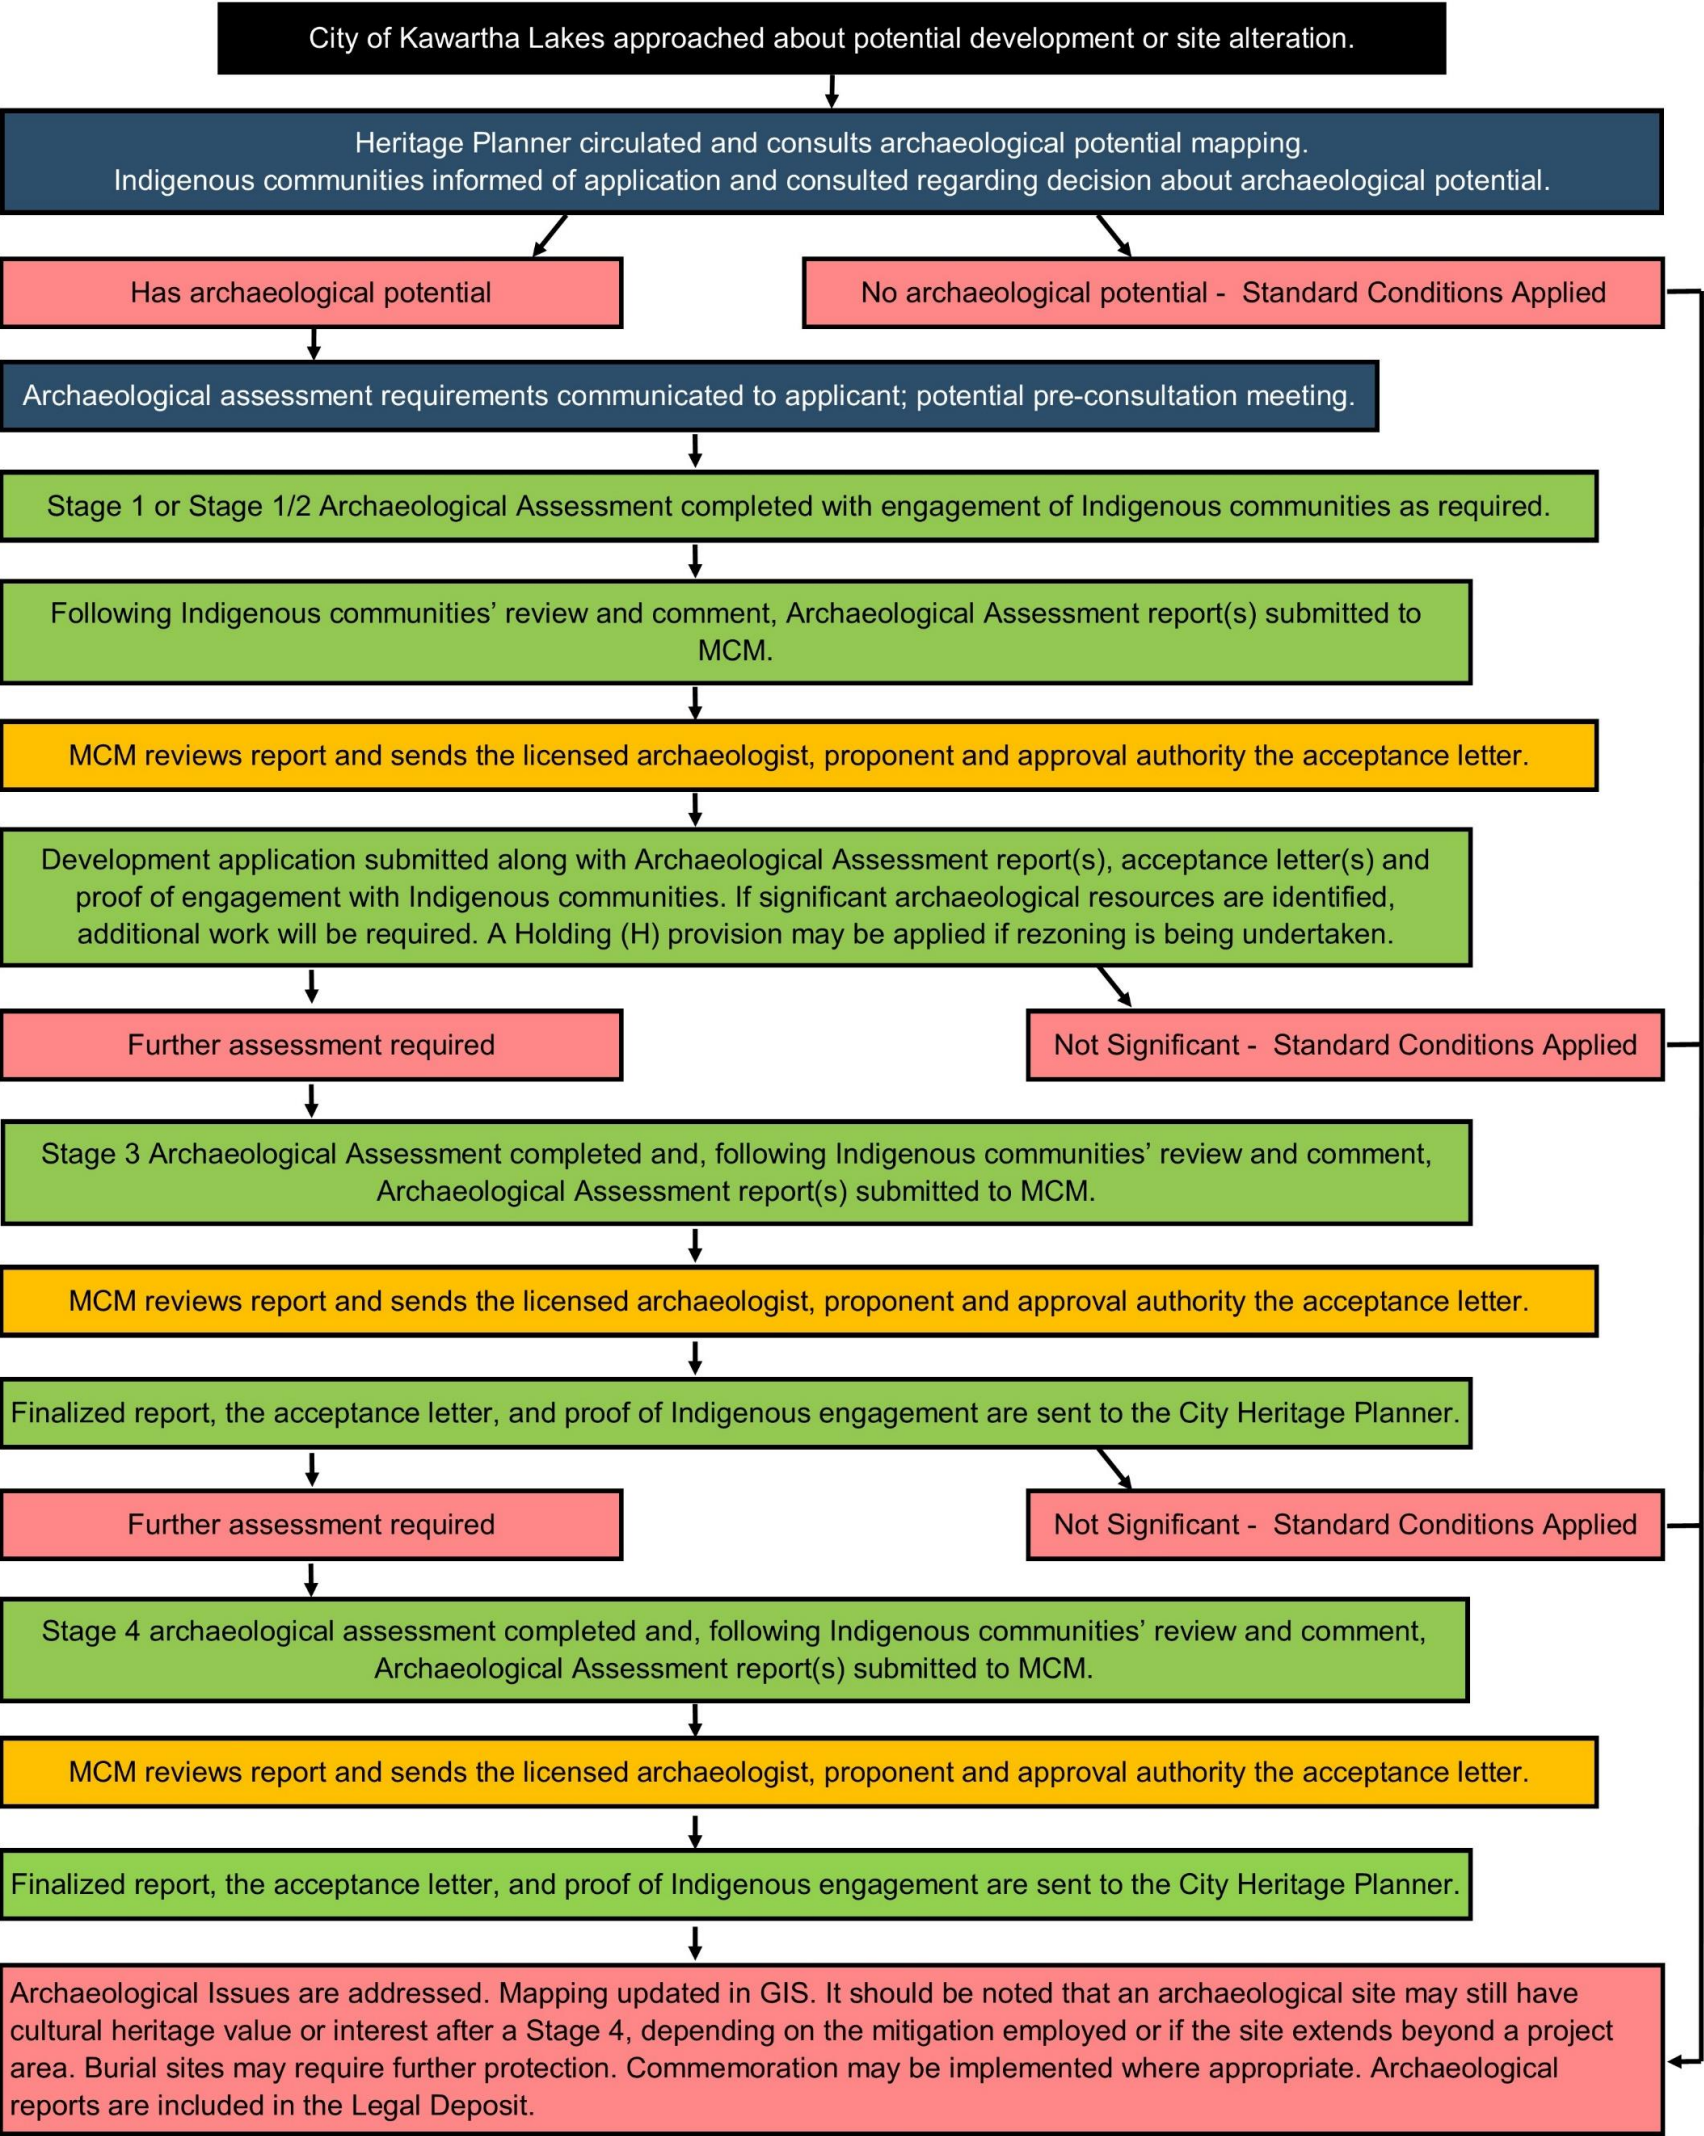 City of Kawartha Lakes approached about potential development or site alteration.
Heritage Planner circulated and consults archaeological potential mapping.
Indigenous communities informed of application and consulted regarding decision about archaeological potential.
Has archaeological potential
No archaeological potential - Standard Conditions Applied
Archaeological assessment requirements communicated to applicant; potential pre-consultation meeting.
Stage 1 or Stage 1/2 Archaeological Assessment completed with engagement of Indigenous communities as required.
Following Indigenous communities’ review and comment, Archaeological Assessment report(s) submitted to
MCM.
MCM reviews report and sends the licensed archaeologist, proponent and approval authority the acceptance letter.
Development application submitted along with Archaeological Assessment report(s), acceptance letter(s) and
proof of engagement with Indigenous communities. If significant archaeological resources are identified,
additional work will be required. A Holding (H) provision may be applied if rezoning is being undertaken.
Further assessment required
Not Significant - Standard Conditions Applied
Stage 3 Archaeological Assessment completed and, following Indigenous communities’ review and comment,
Archaeological Assessment report(s) submitted to MCM.
MCM reviews report and sends the licensed archaeologist, proponent and approval authority the acceptance letter.
Finalized report, the acceptance letter, and proof of Indigenous engagement are sent to the City Heritage Planner.
Further assessment required
Not Significant - Standard Conditions Applied
Stage 4 archaeological assessment completed and, following Indigenous communities’ review and comment,
Archaeological Assessment report(s) submitted to MCM.
MCM reviews report and sends the licensed archaeologist, proponent and approval authority the acceptance letter.
Finalized report, the acceptance letter, and proof of Indigenous engagement are sent to the City Heritage Planner.
Archaeological Issues are addressed. Mapping updated in GIS. It should be noted that an archaeological site may still have
cultural heritage value or interest after a Stage 4, depending on the mitigation employed or if the site extends beyond a project
area. Burial sites may require further protection. Commemoration may be implemented where appropriate. Archaeological
reports are included in the Legal Deposit.